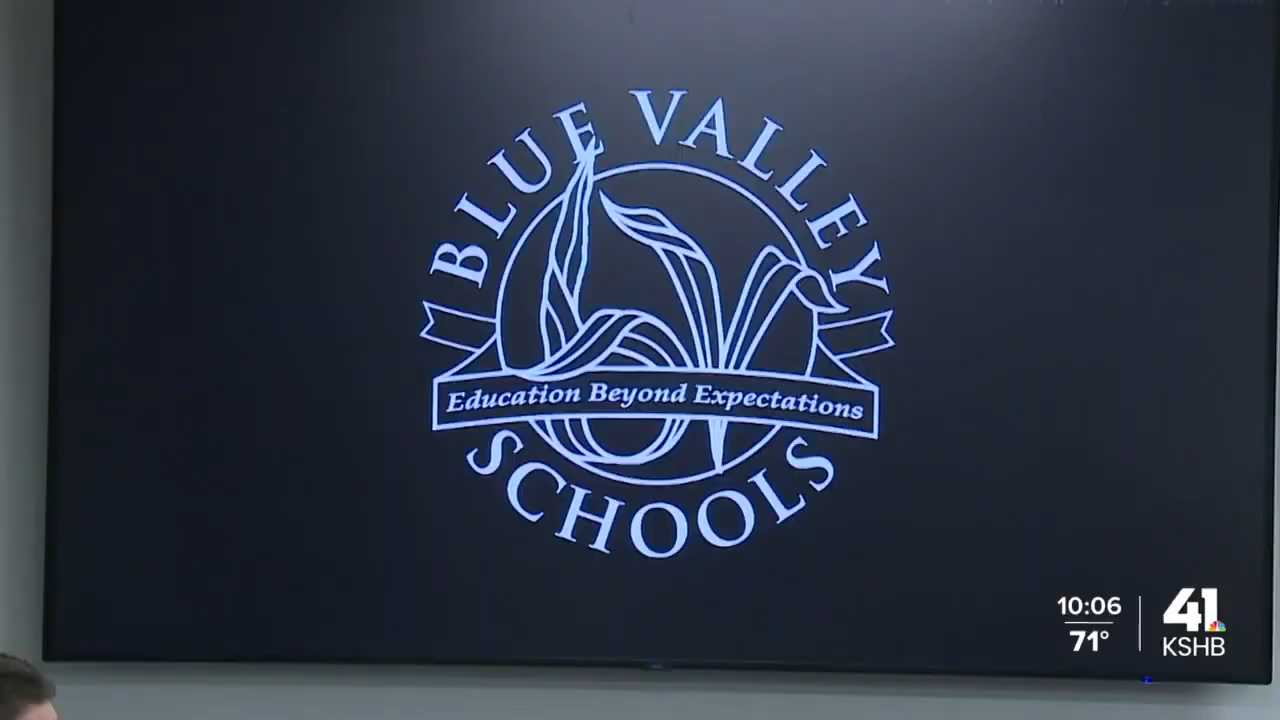 BLUE VALLEY
Education Beyond Expectations
SCHOOLS
10:06
71°
41
KSHB